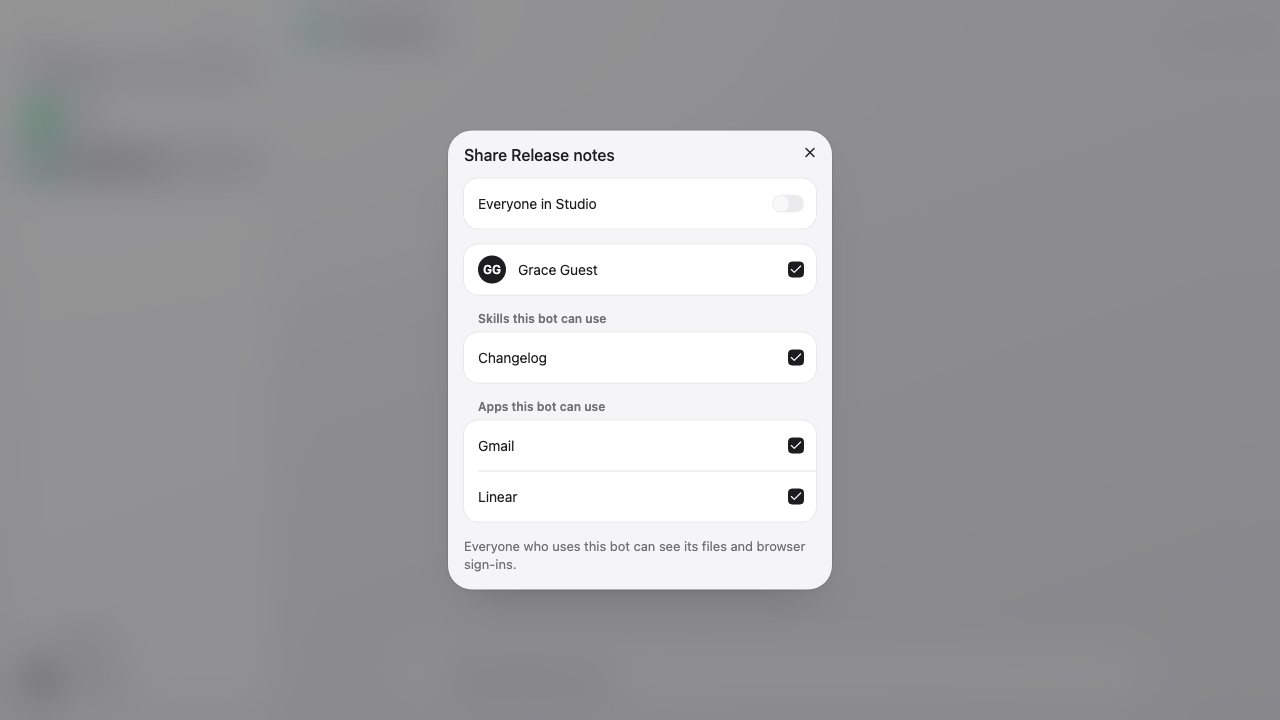 Share Release notes
Everyone in Studio
GG Grace Guest
Skills this bot can use
Changelog
Apps this bot can use
Gmail
Linear
Everyone who uses this bot can see its files and browser
sign-ins.